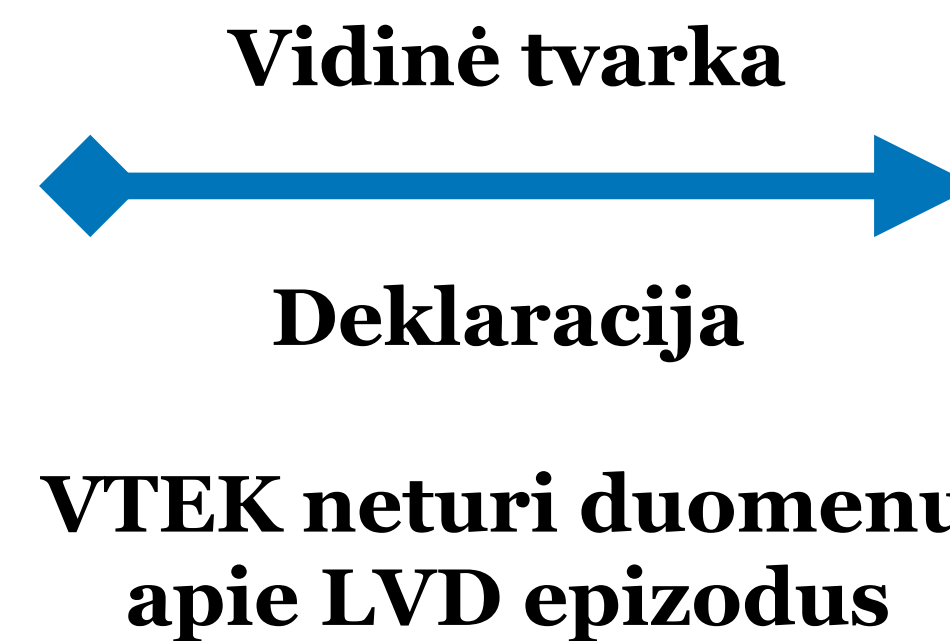 Vidinė tvarka
Deklaracija
VTEK neturi duomenu
apie LVD epizodus